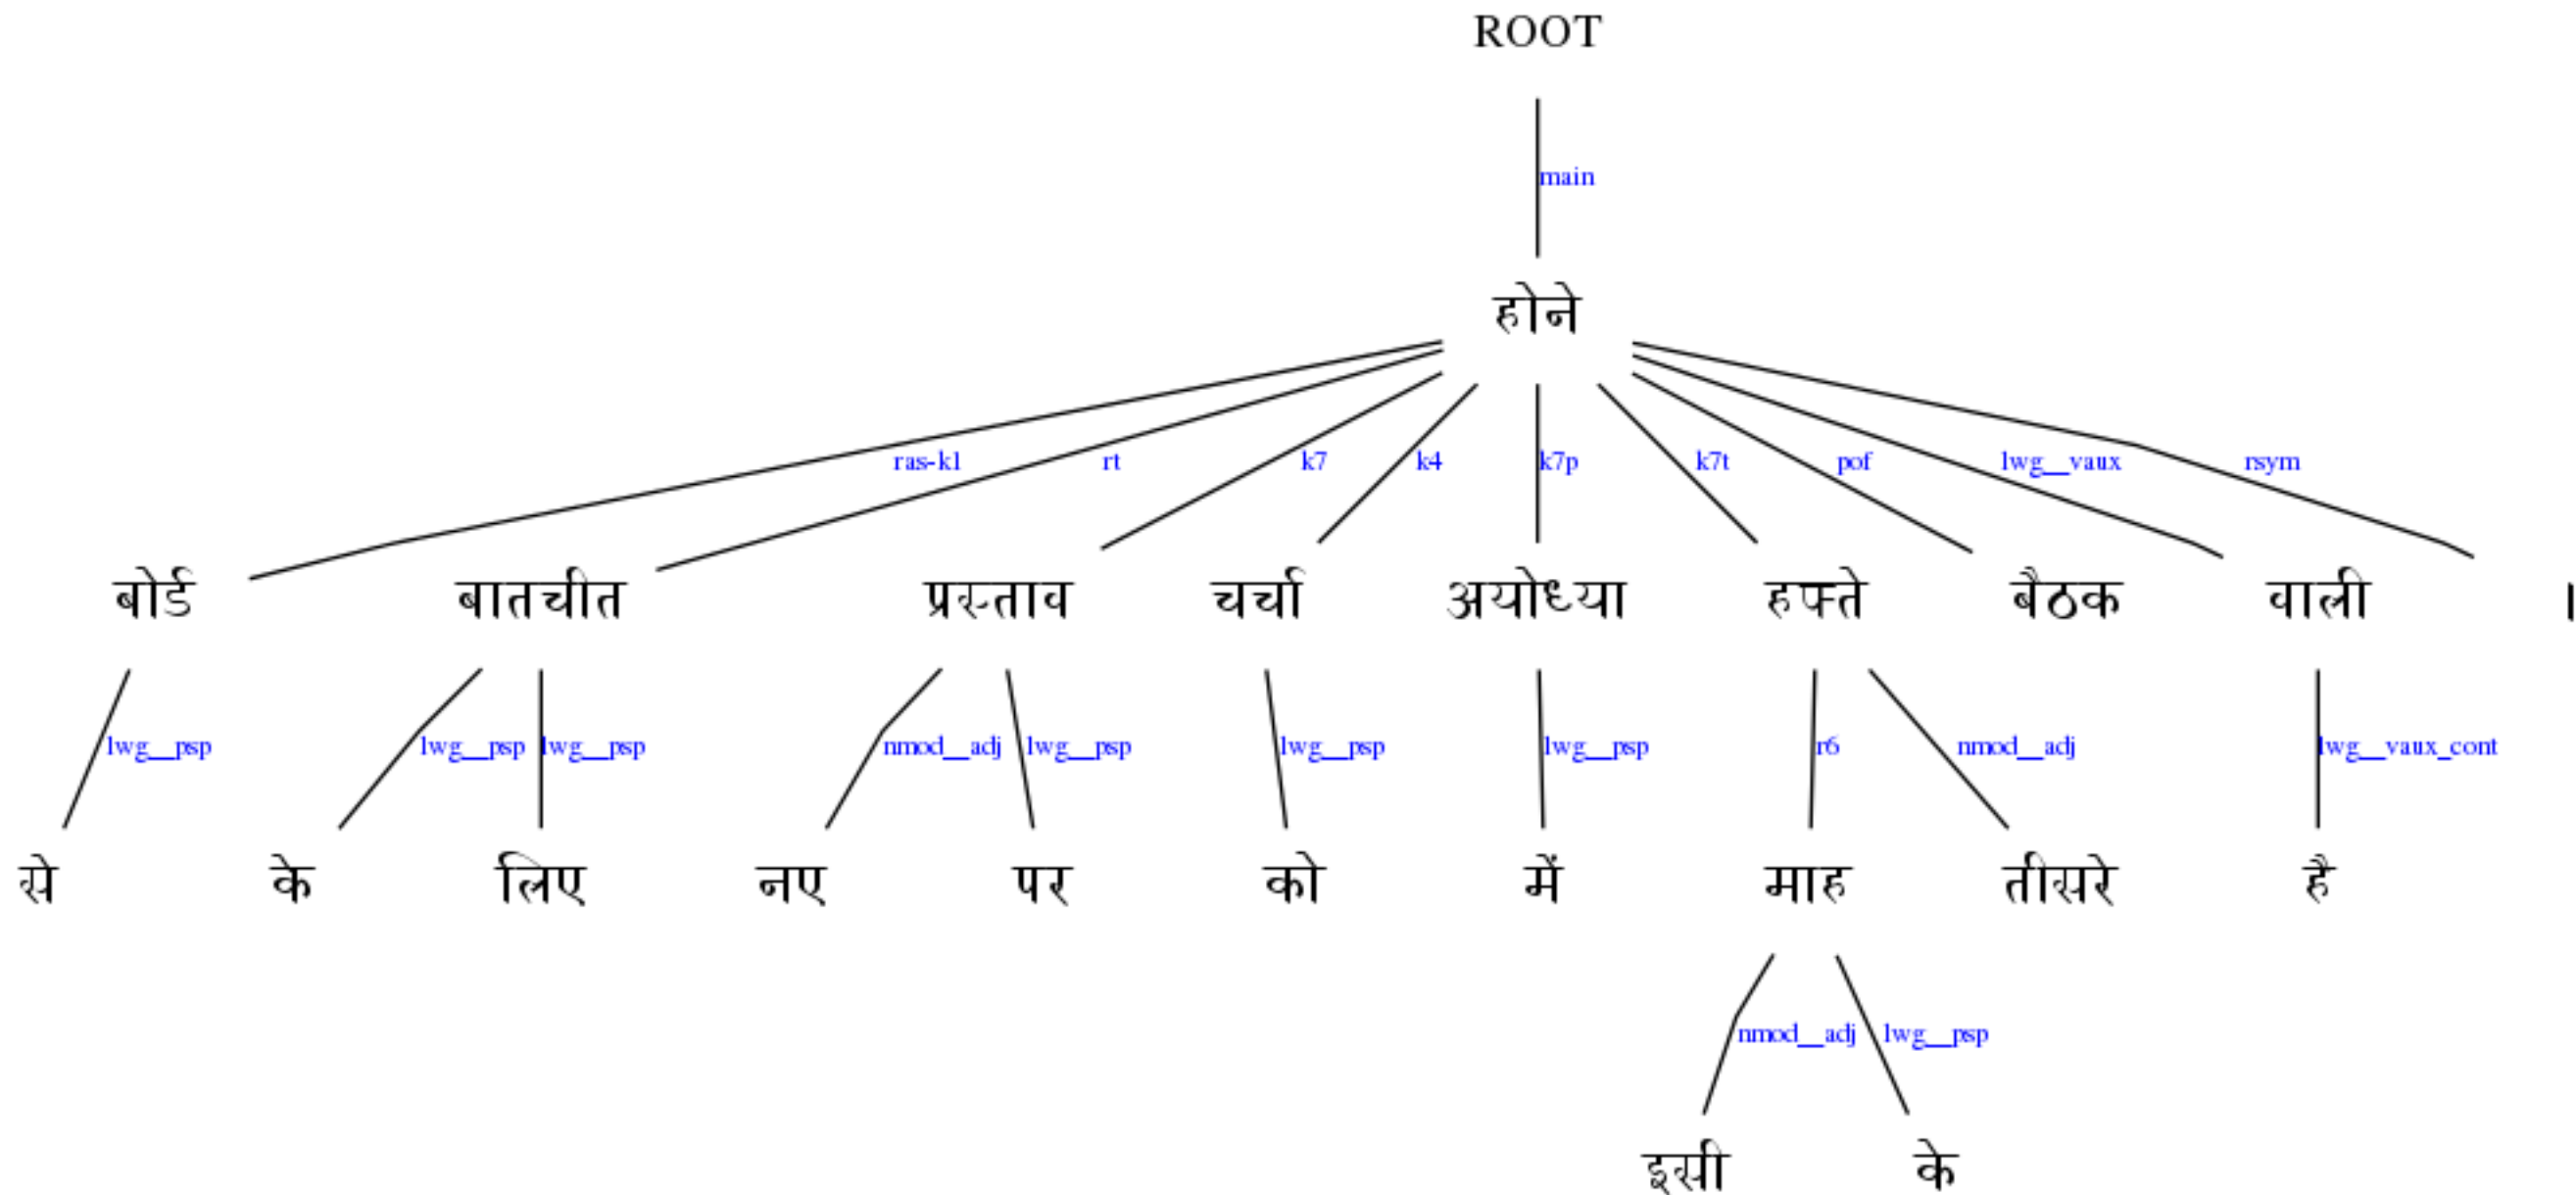 ROOT
main
होने
ras-k1 rt k7 k4 k7p k7t pof lwg__vaux rsym
बोर्ड बातचीत प्रस्ताव चर्चा अयोध्या हफ्ते बैठक वाली ।
lwg__psp lwg__psp lwg__psp nmod__adj lwg__psp lwg__psp lwg__psp r6 nmod__adj lwg__vaux_cont
से के लिए नए पर को में माह तीसरे है
nmod__adj lwg__psp
इसी के